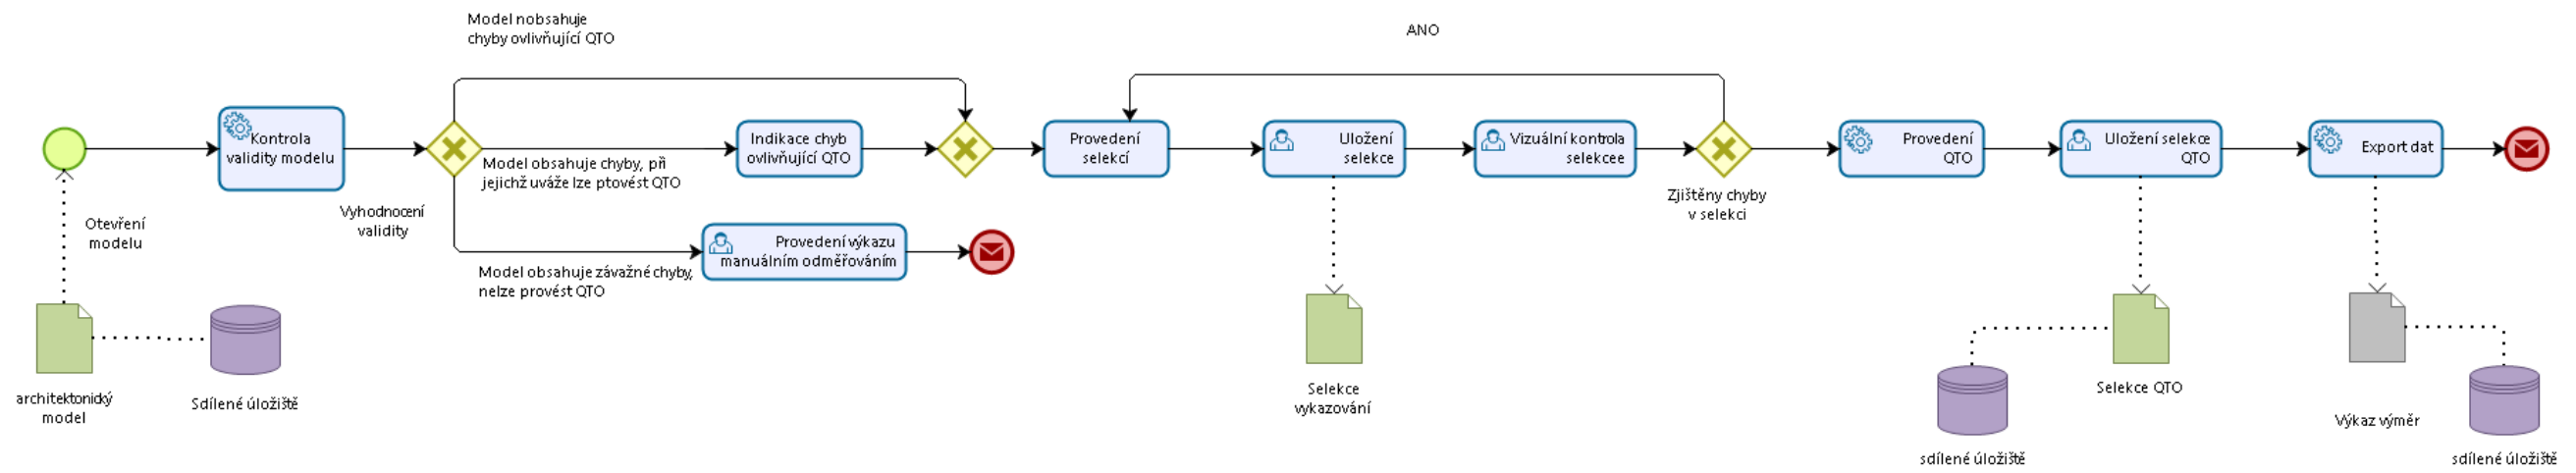 Model nobsahuje
chyby ovlivňující QTO
ANO
Kontrola
validity modelu
Indikace chyb
ovlivňující QTO
Provedení
selekcí
Uložení
selekce
Vizuální kontrola
selekcee
Provedení
QTO
Uložení selekce
QTO
Export dat
Model obsahuje chyby, při
jejichž uváže lze ptovést QTO
Vyhodnocení
validity
Otevření
modelu
Zjištěny chyby
v selekci
Provedení výkazu
manuálním odměřováním
Model obsahuje závažné chyby,
nelze provést QTO
architektonický
model
Sdílené úložiště
Selekce
vykazování
Selekce QTO
Výkaz výměr
sdílené úložiště
sdílené úložiště